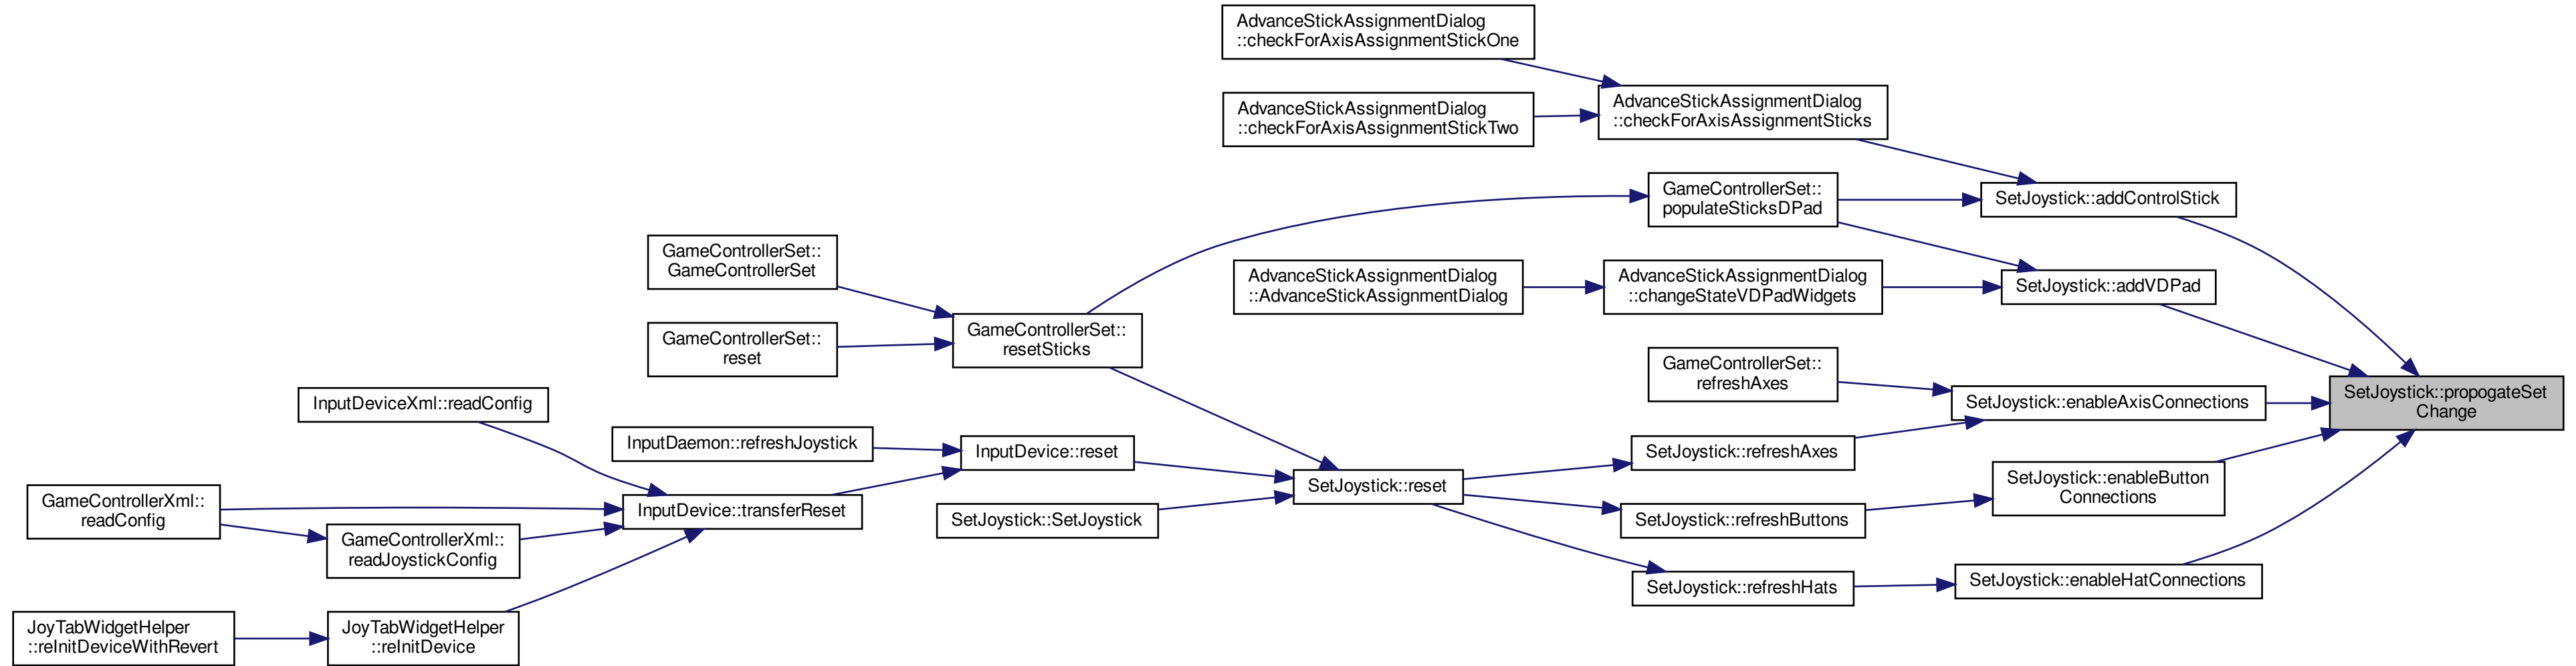 AdvanceStickAssignmentDialog
::checkForAxisAssignmentStickOne
AdvanceStickAssignmentDialog
::checkForAxisAssignmentStickTwo
AdvanceStickAssignmentDialog
::checkForAxisAssignmentSticks
GameControllerSet::
populateSticksDPad
SetJoystick::addControlStick
GameControllerSet::
GameControllerSet
AdvanceStickAssignmentDialog
::AdvanceStickAssignmentDialog
AdvanceStickAssignmentDialog
::changeStateVDPadWidgets
SetJoystick::addVDPad
GameControllerSet::
reset
GameControllerSet::
resetSticks
GameControllerSet::
refreshAxes
InputDeviceXml::readConfig
SetJoystick::enableAxisConnections
SetJoystick::propogateSet
Change
InputDaemon::refreshJoystick
InputDevice::reset
SetJoystick::refreshAxes
GameControllerXml::
readConfig
InputDevice::transferReset
SetJoystick::reset
SetJoystick::enableButton
Connections
SetJoystick::SetJoystick
SetJoystick::refreshButtons
GameControllerXml::
readJoystickConfig
SetJoystick::refreshHats
SetJoystick::enableHatConnections
JoyTabWidgetHelper
::reInitDeviceWithRevert
JoyTabWidgetHelper
::reInitDevice